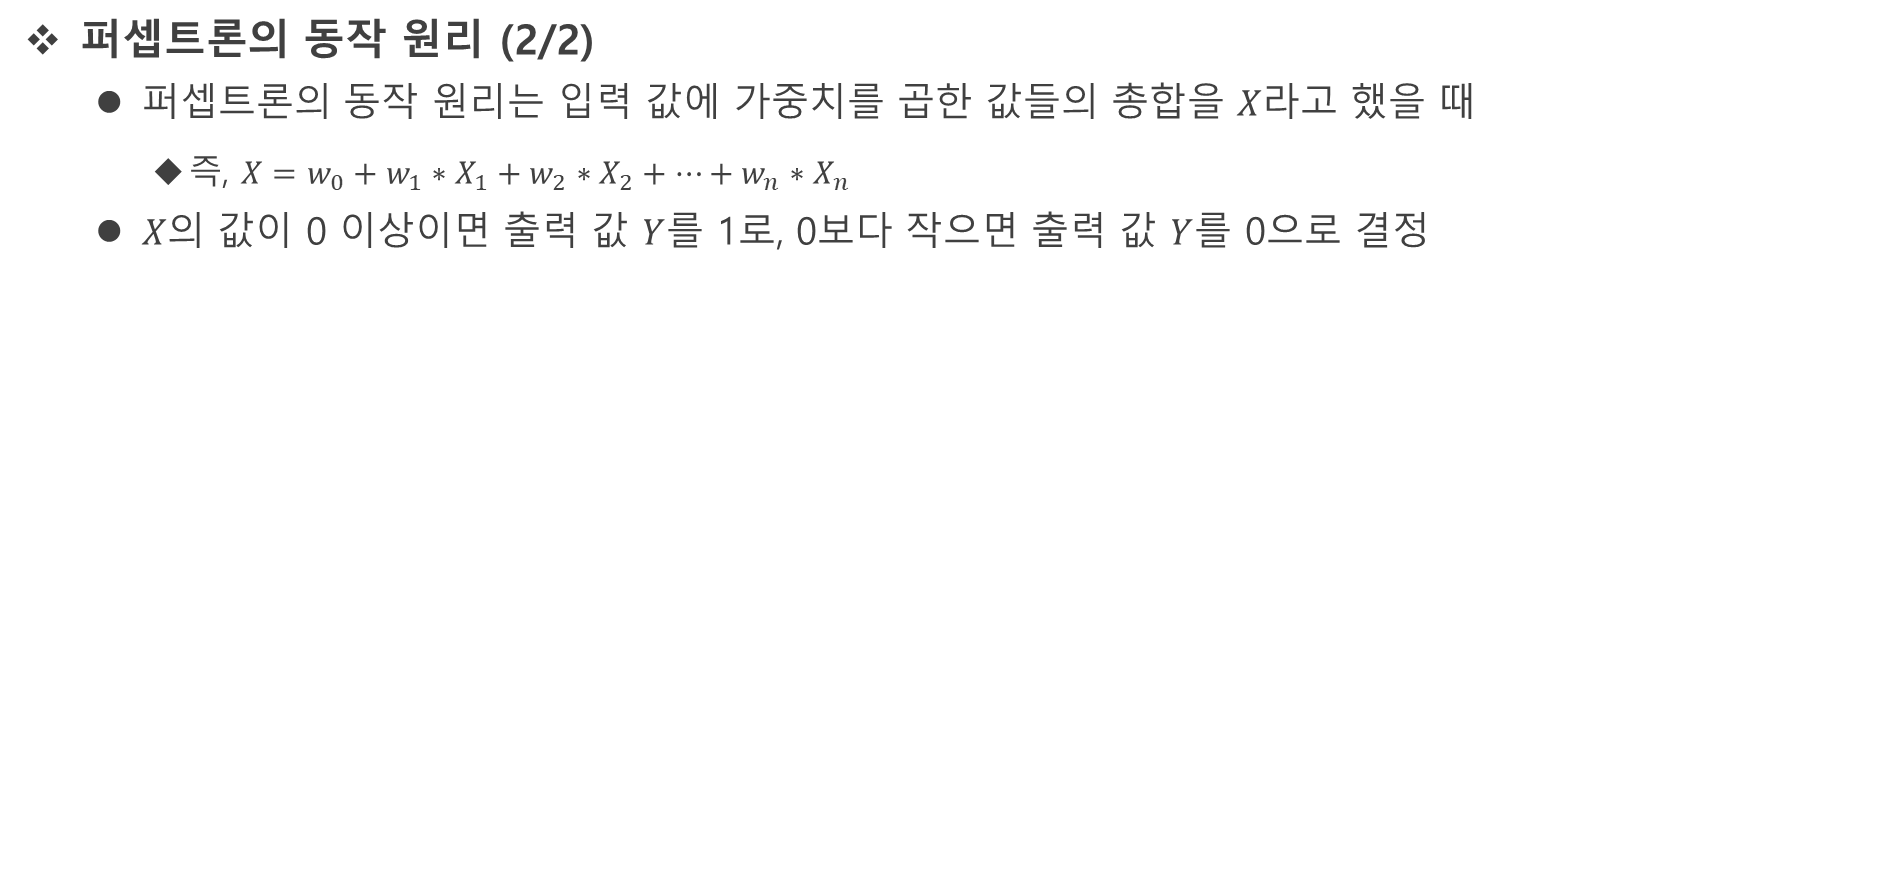 ❖ 퍼셉트론의 동작 원리 (2/2)
● 퍼셉트론의 동작 원리는 입력 값에 가중치를 곱한 값들의 총합을 X라고 했을 때
◆ 즉, X = w₀ + w₁ * X₁ + w₂ * X₂ + ⋯ + wₙ * Xₙ
● X의 값이 0 이상이면 출력 값 Y를 1로, 0보다 작으면 출력 값 Y를 0으로 결정